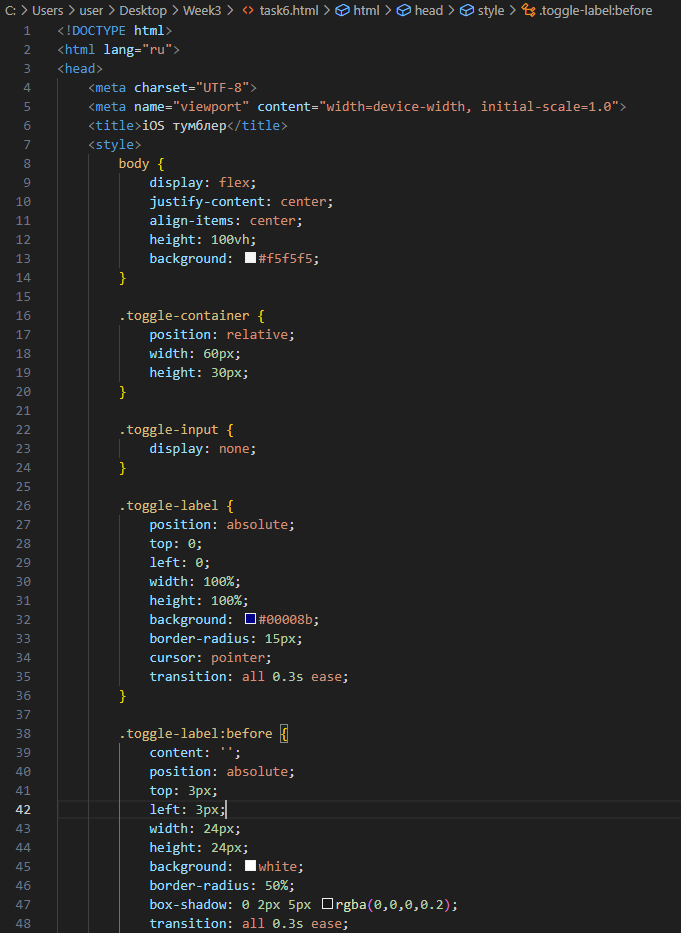 C: > Users > user > Desktop > Week3 > <> task6.html > html > head > style > .toggle-label:before
1 <!DOCTYPE html>
2 <html lang="ru">
3 <head>
4 <meta charset="UTF-8">
5 <meta name="viewport" content="width=device-width, initial-scale=1.0">
6 <title>iOS тумблер</title>
7 <style>
8 body {
9 display: flex;
10 justify-content: center;
11 align-items: center;
12 height: 100vh;
13 background: #f5f5f5;
14 }
15
16 .toggle-container {
17 position: relative;
18 width: 60px;
19 height: 30px;
20 }
21
22 .toggle-input {
23 display: none;
24 }
25
26 .toggle-label {
27 position: absolute;
28 top: 0;
29 left: 0;
30 width: 100%;
31 height: 100%;
32 background: #00008b;
33 border-radius: 15px;
34 cursor: pointer;
35 transition: all 0.3s ease;
36 }
37
38 .toggle-label:before {
39 content: '';
40 position: absolute;
41 top: 3px;
42 left: 3px;
43 width: 24px;
44 height: 24px;
45 background: white;
46 border-radius: 50%;
47 box-shadow: 0 2px 5px rgba(0,0,0,0.2);
48 transition: all 0.3s ease;